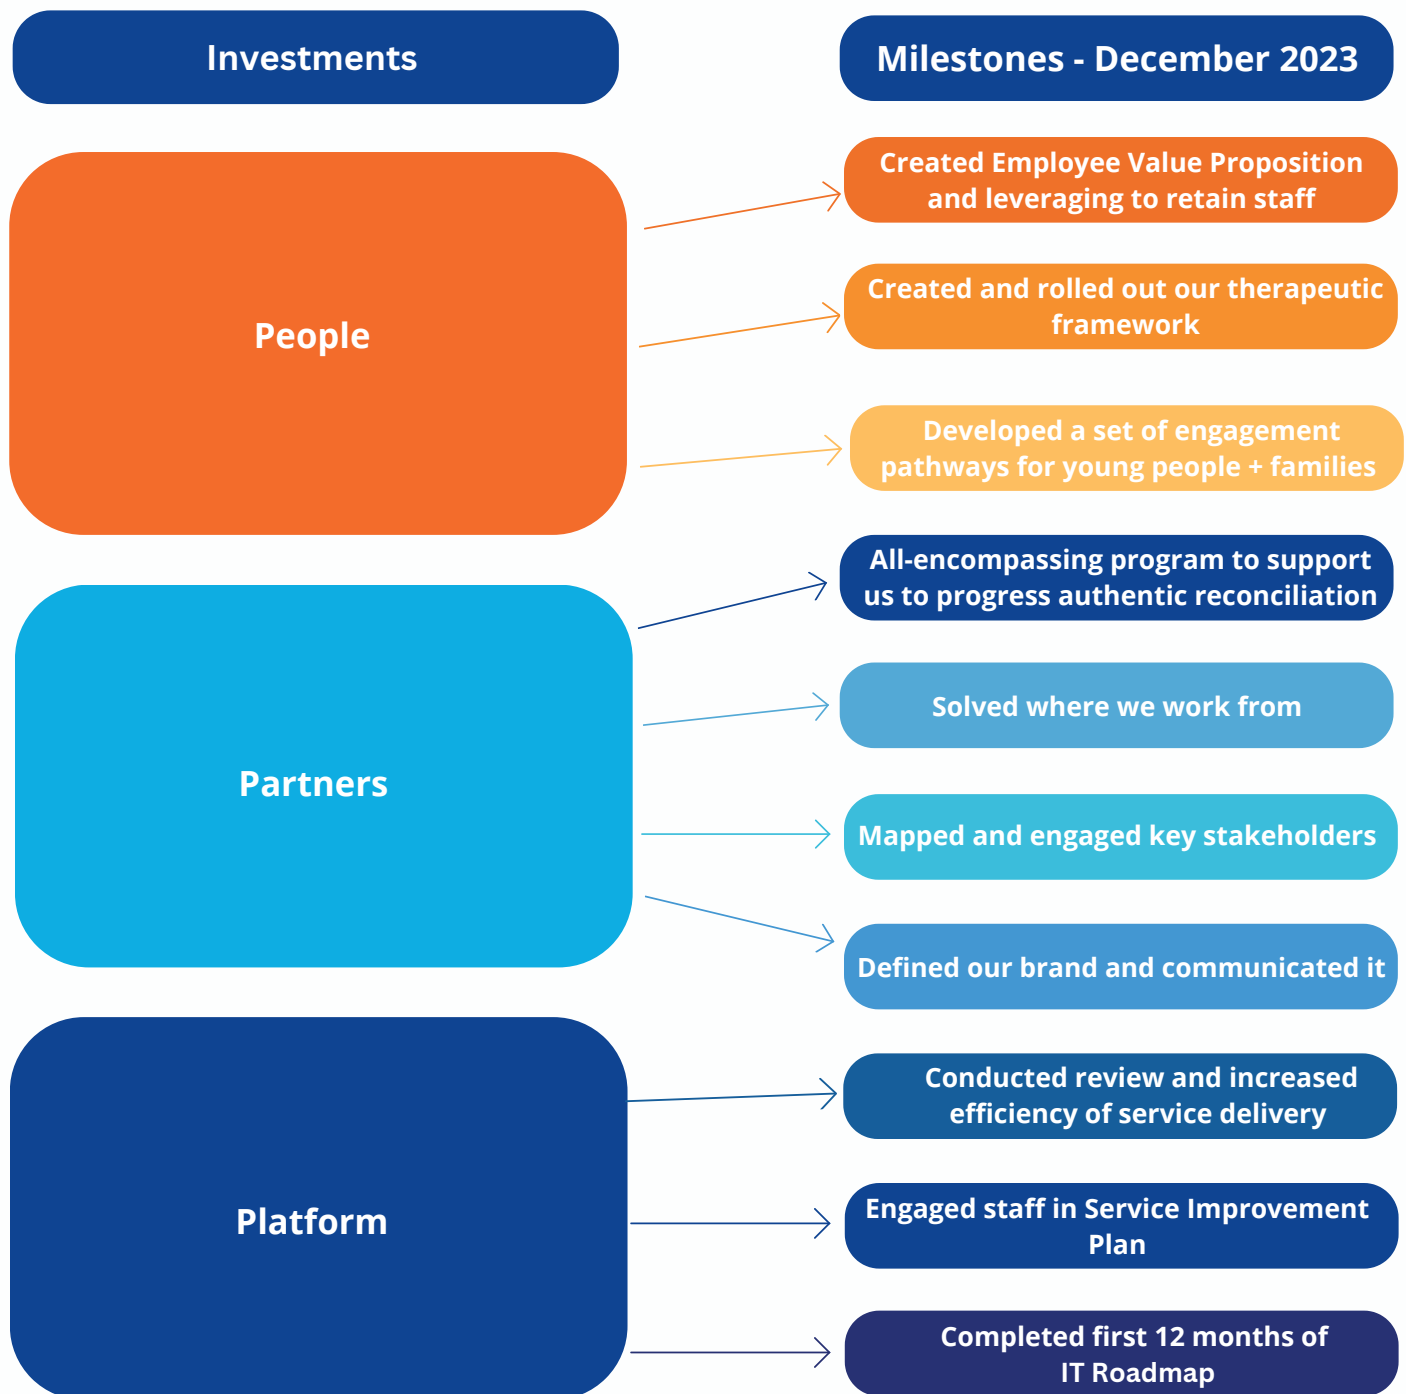 Investments
Milestones - December 2023
People
Created Employee Value Proposition
and leveraging to retain staff
Created and rolled out our therapeutic
framework
Developed a set of engagement
pathways for young people + families
Partners
All-encompassing program to support
us to progress authentic reconciliation
Solved where we work from
Mapped and engaged key stakeholders
Defined our brand and communicated it
Platform
Conducted review and increased
efficiency of service delivery
Engaged staff in Service Improvement
Plan
Completed first 12 months of
IT Roadmap